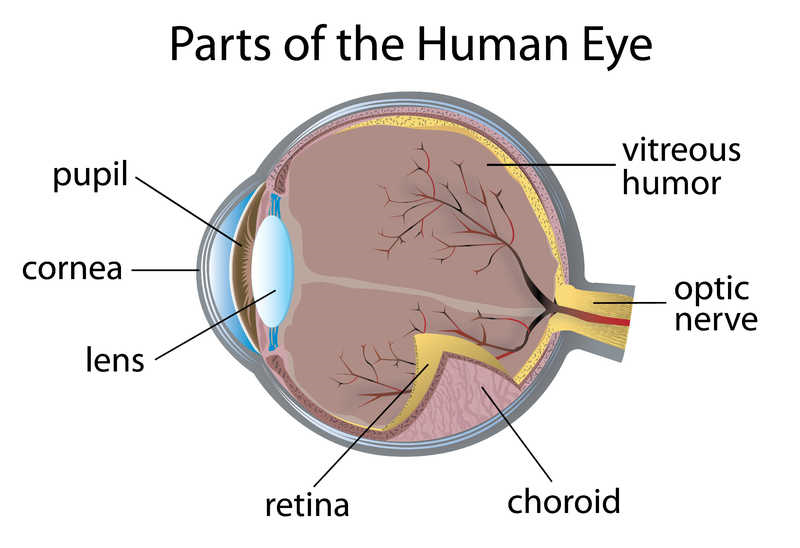 Parts of the Human Eye
pupil
cornea
lens
vitreous
humor
optic
nerve
retina
choroid